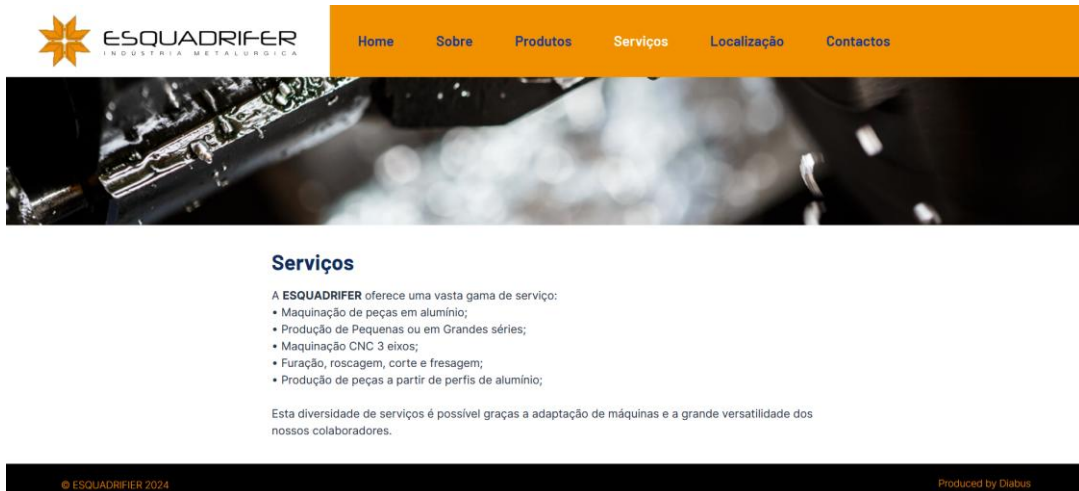 ESQUADRIFER
INDÚSTRIA METALURGICA
Home Sobre Produtos Serviços Localização Contactos
Serviços
A ESQUADRIFER oferece uma vasta gama de serviço:
• Maquinação de peças em alumínio;
• Produção de Pequenas ou em Grandes séries;
• Maquinação CNC 3 eixos;
• Furação, roscagem, corte e fresagem;
• Produção de peças a partir de perfis de alumínio;
Esta diversidade de serviços é possível graças a adaptação de máquinas e a grande versatilidade dos
nossos colaboradores.
© ESQUADRIFIER 2024 Produced by Diabus